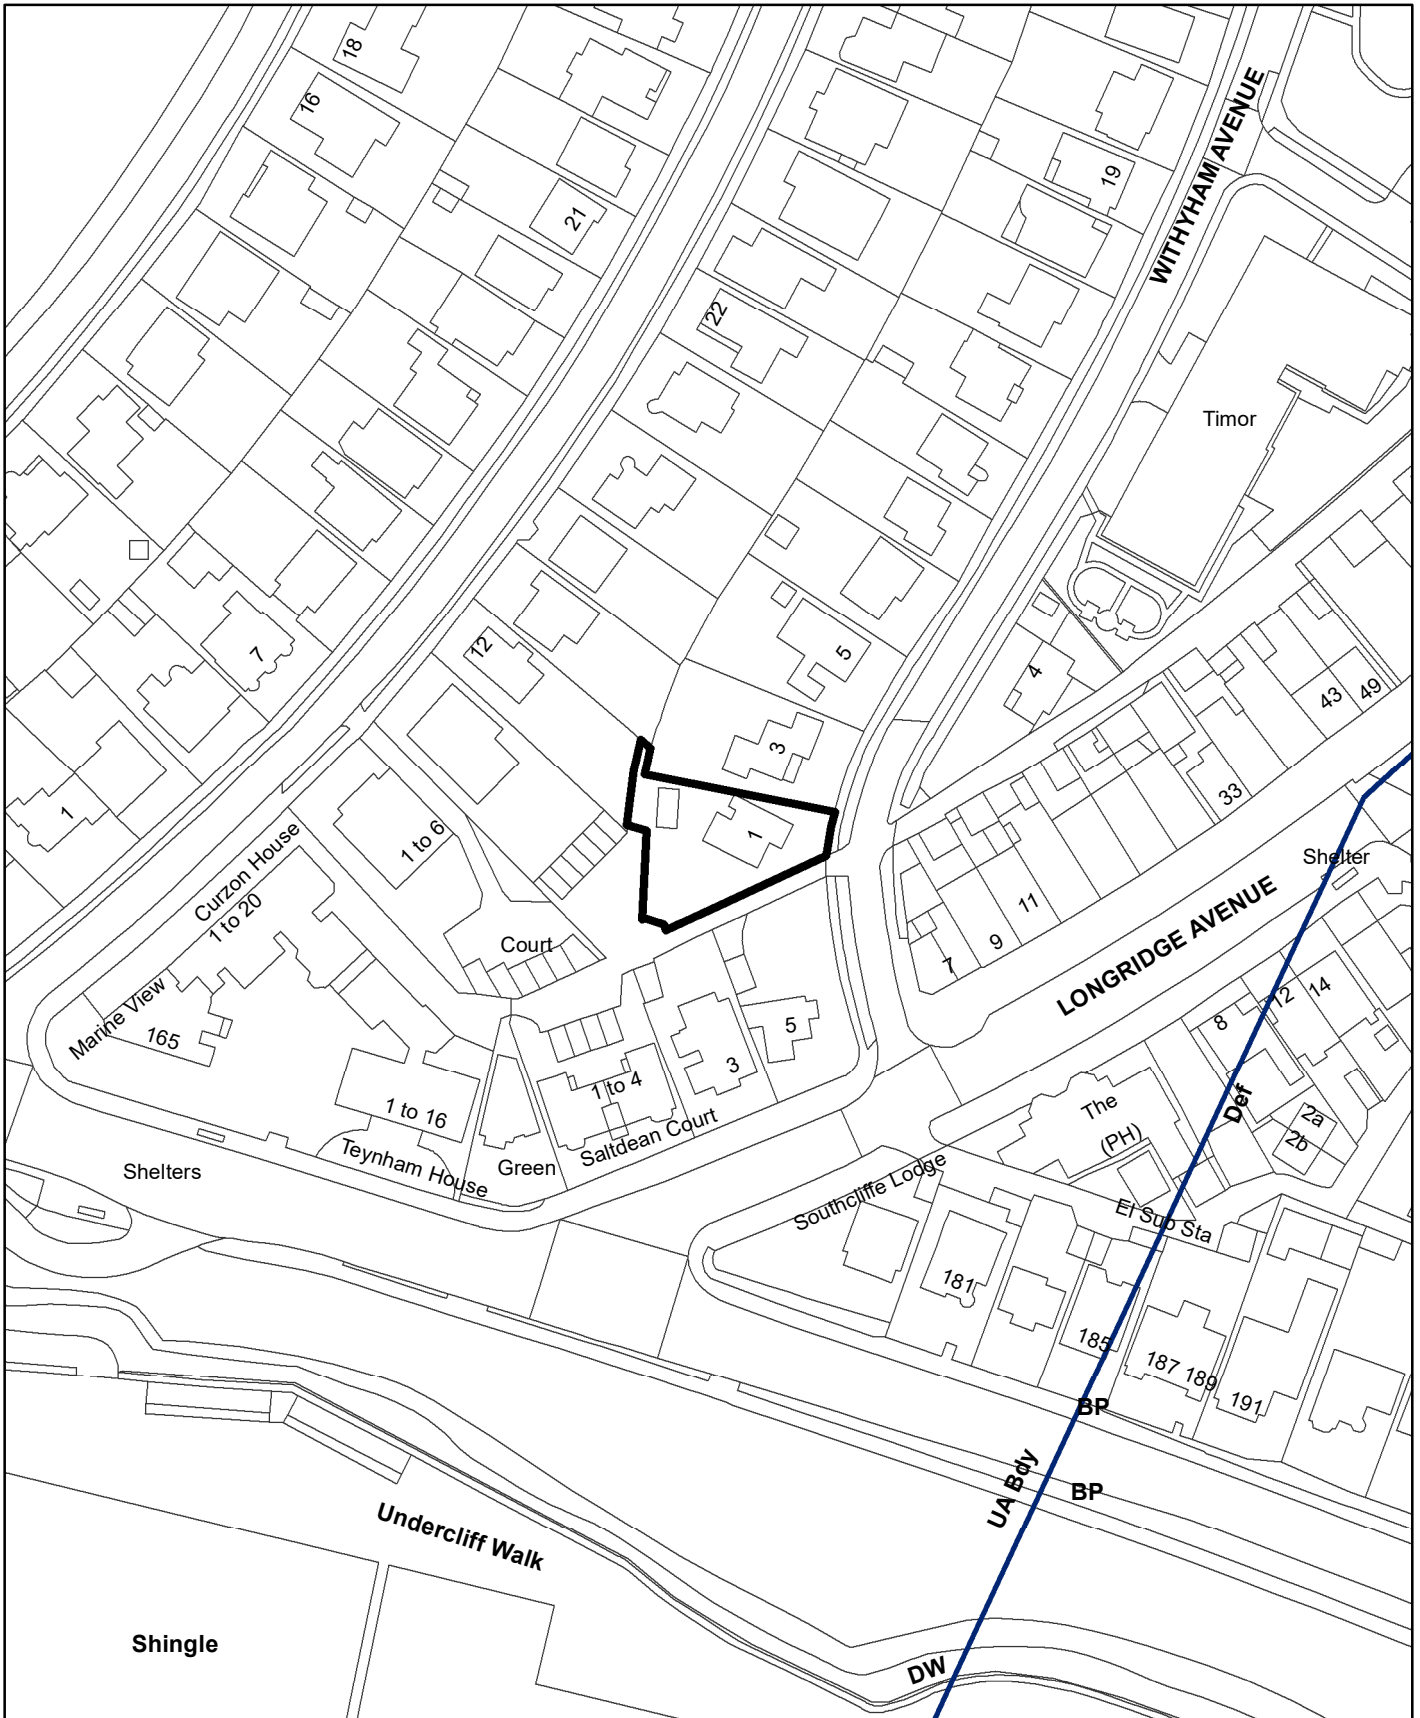 18
16
WITHYHAM AVENUE
19
21
22
Timor
5
12
7
4
43
49
3
33
1
1
1 to 6
Shelter
Curzon House
1 to 20
11
LONGRIDGE AVENUE
Court
9
7
Marine View
165
12
14
8
5
3
1 to 4
1 to 16
The
(PH)
Def
2a
2b
Saltdean Court
Teynham House
Green
Shelters
Southcliffe Lodge
El Sub Sta
181
185
187
189
191
BP
BP
UA Bdy
Undercliff Walk
Shingle
DW